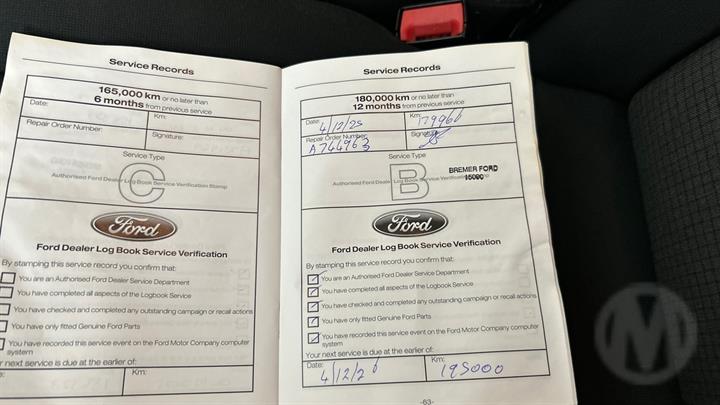 Service Records
165,000 km or no later than
6 months from previous service
Date:
Km:
Repair Order Number:
Signature:
Service Type
C
Authorised Ford Dealer Log Book Service Verification Stamp
Ford
Ford Dealer Log Book Service Verification
By stamping this service record you confirm that:
You are an Authorised Ford Dealer Service Department
You have completed all aspects of the Logbook Service
You have checked and completed any outstanding campaign or recall actions
You have only fitted Genuine Ford Parts
You have recorded this service event on the Ford Motor Company computer
system
Your next service is due at the earlier of:
Km:
Service Records
180,000 km or no later than
12 months from previous service
Date: 4/12/25
Km: 179960
Repair Order Number: A744963
Signature:
Service Type
B
BREMER FORD
15090
Authorised Ford Dealer Log Book Service Verification
Ford
Ford Dealer Log Book Service Verification
By stamping this service record you confirm that:
You are an Authorised Ford Dealer Service Department
You have completed all aspects of the Logbook Service
You have checked and completed any outstanding campaign or recall actions
You have only fitted Genuine Ford Parts
You have recorded this service event on the Ford Motor Company computer
system
Your next service is due at the earlier of:
Date: 4/12/26
Km: 195000
-63-
M